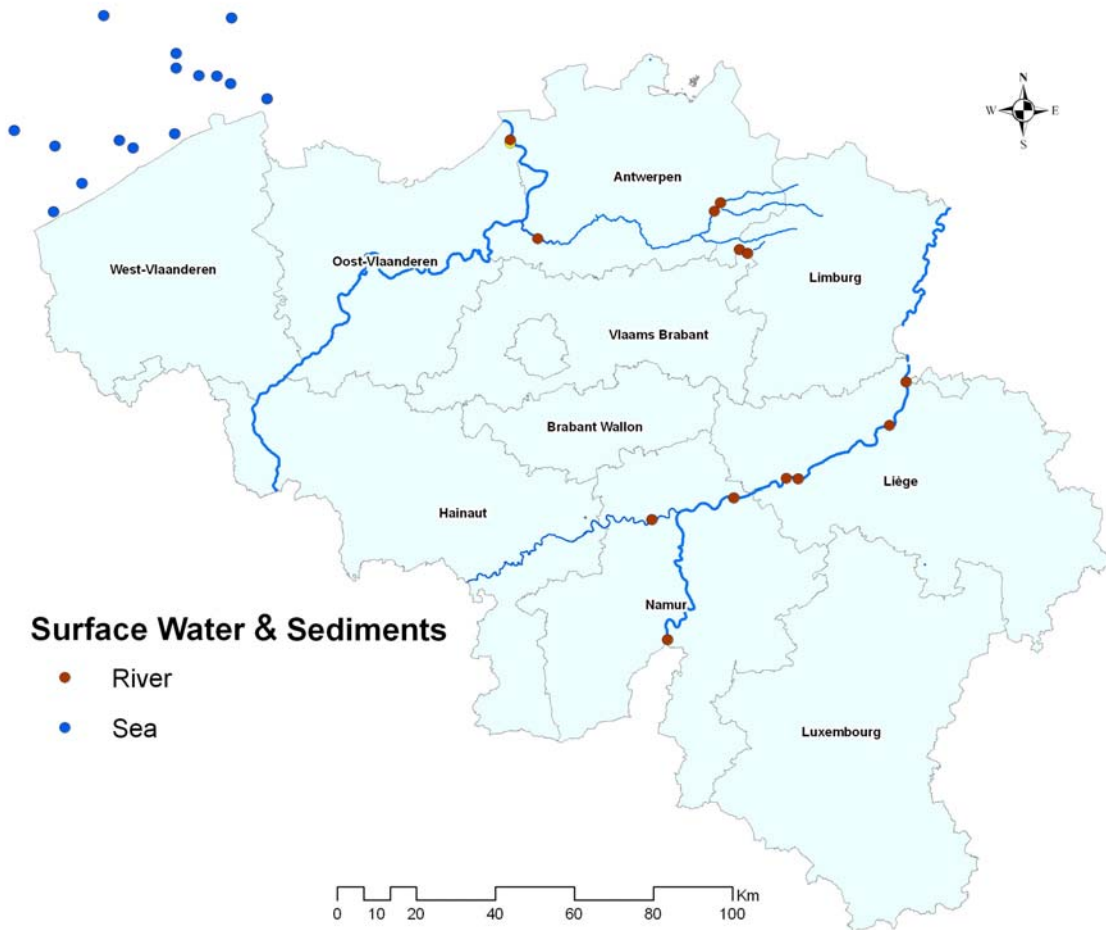 N
W E
S
Antwerpen
West-Vlaanderen
Oost-Vlaanderen
Limburg
Vlaams Brabant
Brabant Wallon
Liège
Hainaut
Namur
Surface Water & Sediments
River
Sea
Luxembourg
Km
0 10 20 40 60 80 100